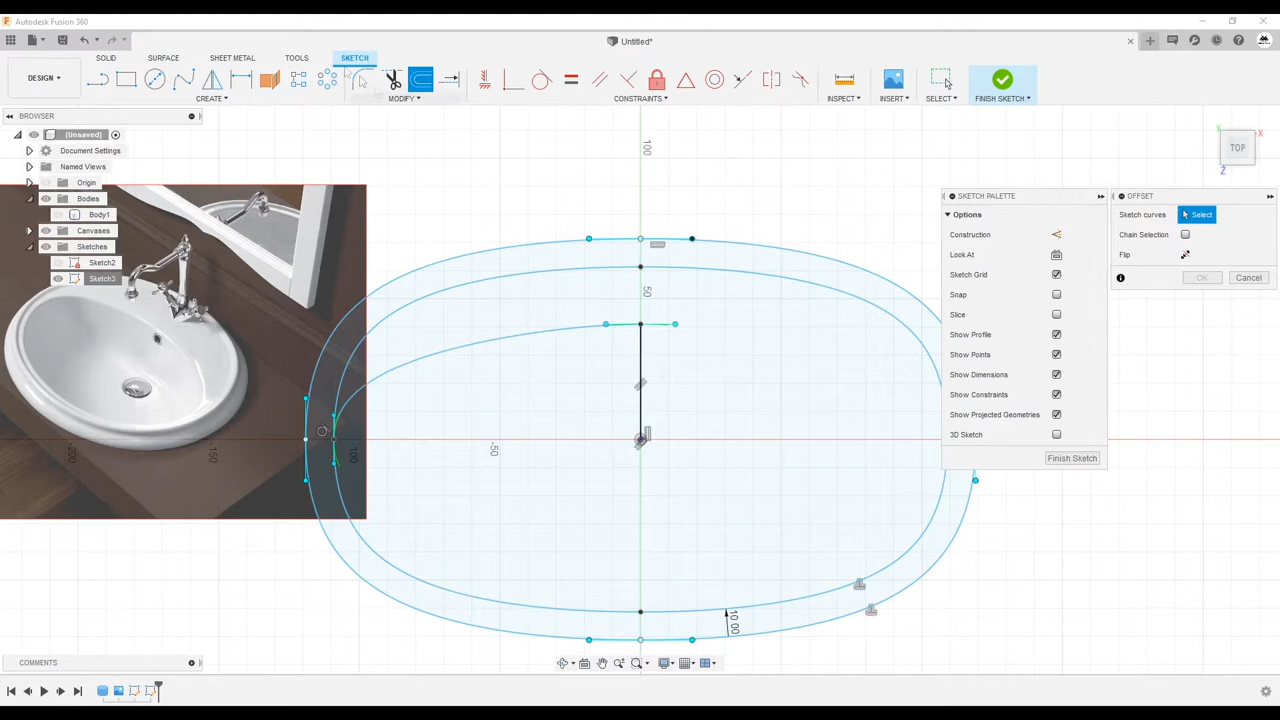 Autodesk Fusion 360
Untitled*
DESIGN
SOLID
SURFACE
SHEET METAL
TOOLS
SKETCH
CREATE
MODIFY
CONSTRAINTS
INSPECT
INSERT
SELECT
FINISH SKETCH
BROWSER
(Unsaved)
Document Settings
Named Views
Origin
Bodies
Body1
Canvases
Sketches
Sketch2
Sketch3
100
50
-50
-100
-150
-200
10.00
TOP
X
Y
Z
SKETCH PALETTE
Options
Construction
Look At
Sketch Grid
Snap
Slice
Show Profile
Show Points
Show Dimensions
Show Constraints
Show Projected Geometries
3D Sketch
Finish Sketch
OFFSET
Sketch curves
Select
Chain Selection
Flip
OK
Cancel
COMMENTS